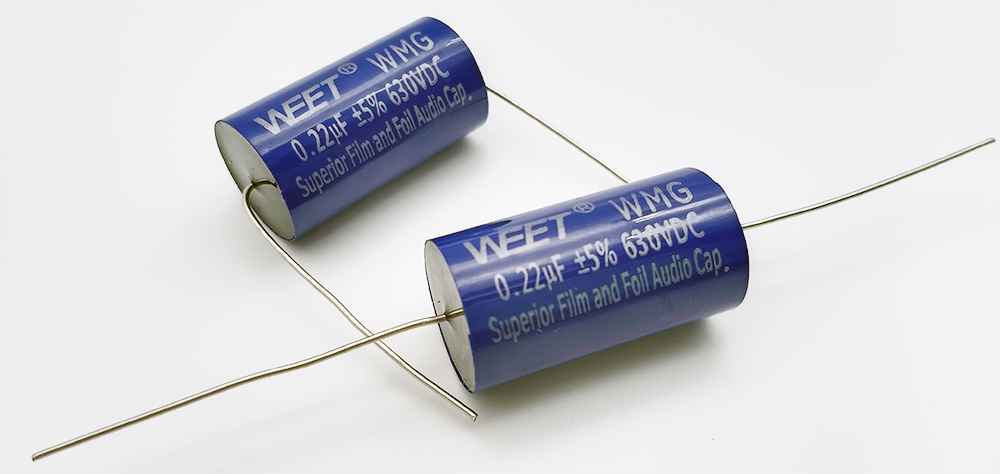 WEET® WMG
0.22μF ±5% 630VDC
Superior Film and Foil Audio Cap.
WEET® WMG
0.22μF ±5% 630VDC
Superior Film and Foil Audio Cap.